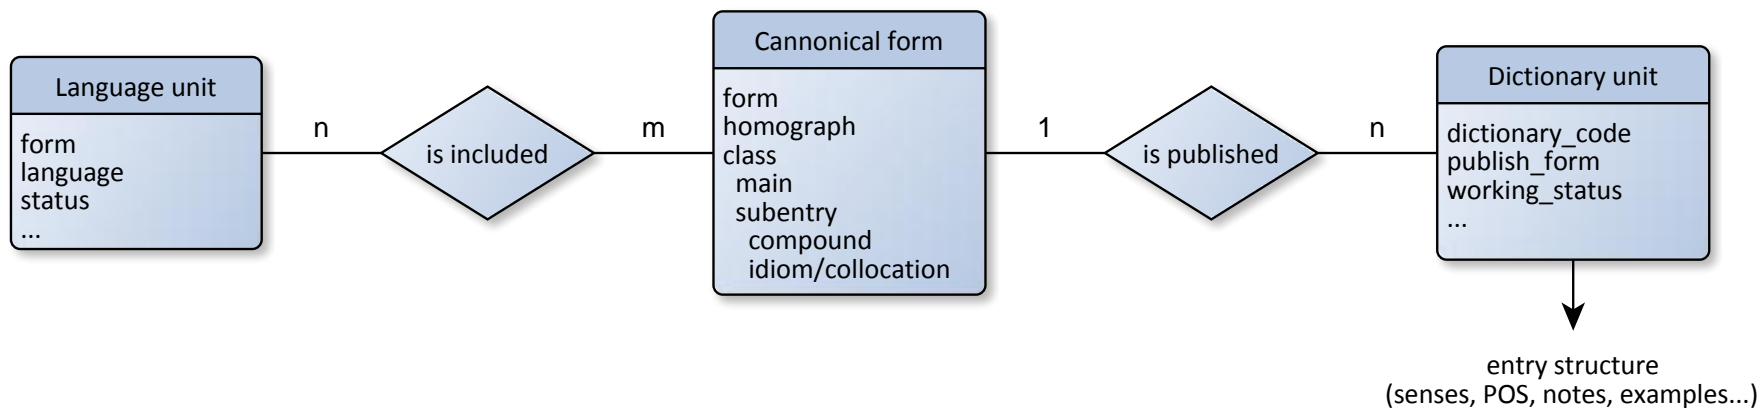 Language unit
form
language
status
...
n
is included
m
Cannonical form
form
homograph
class
main
subentry
compound
idiom/collocation
1
is published
n
Dictionary unit
dictionary_code
publish_form
working_status
...
entry structure
(senses, POS, notes, examples...)